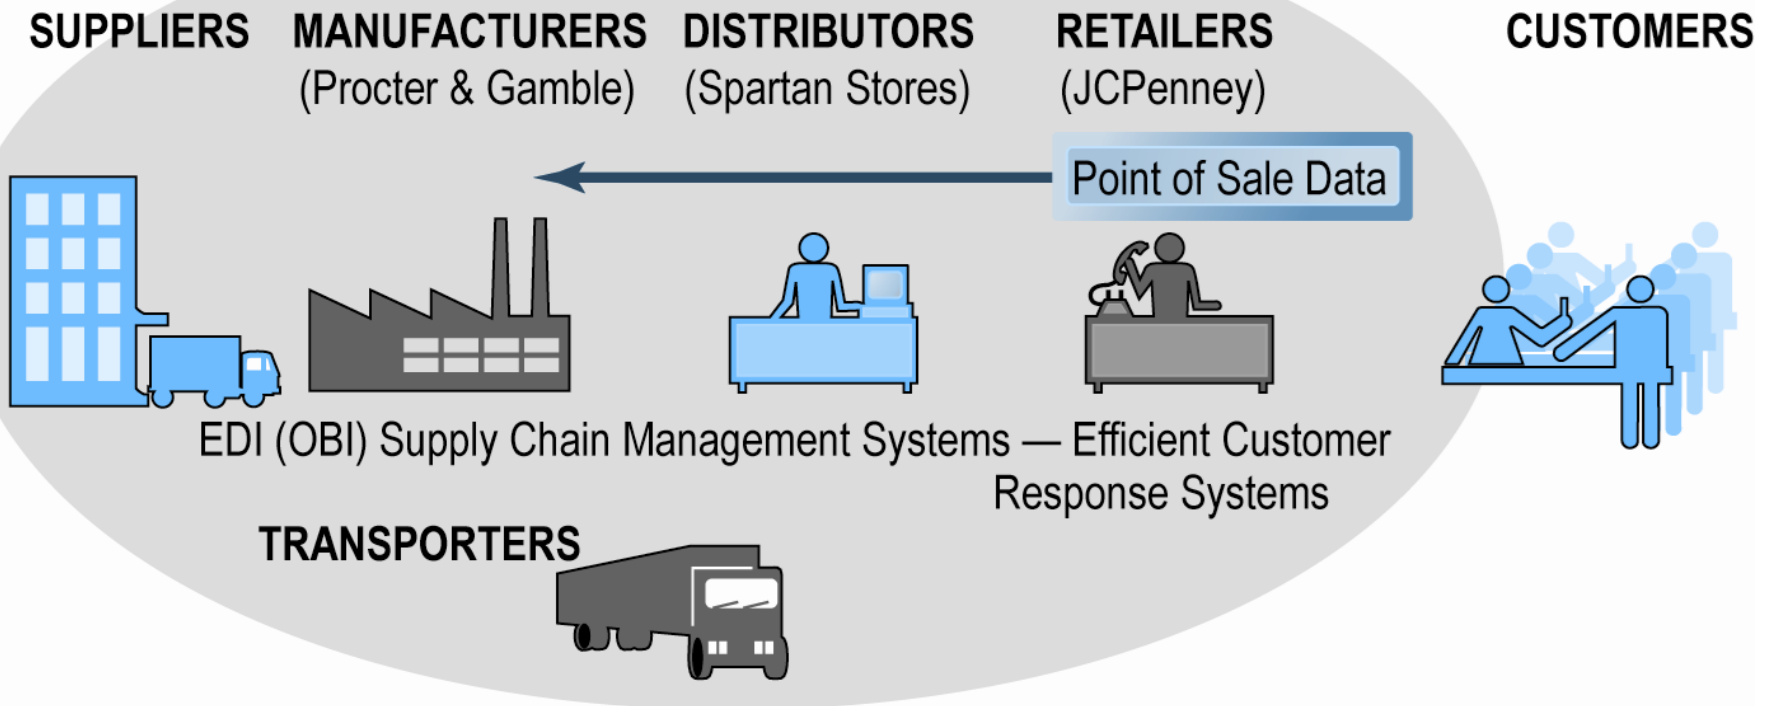 SUPPLIERS MANUFACTURERS DISTRIBUTORS RETAILERS CUSTOMERS
(Procter & Gamble) (Spartan Stores) (JCPenney)
Point of Sale Data
EDI (OBI) Supply Chain Management Systems — Efficient Customer
Response Systems
TRANSPORTERS